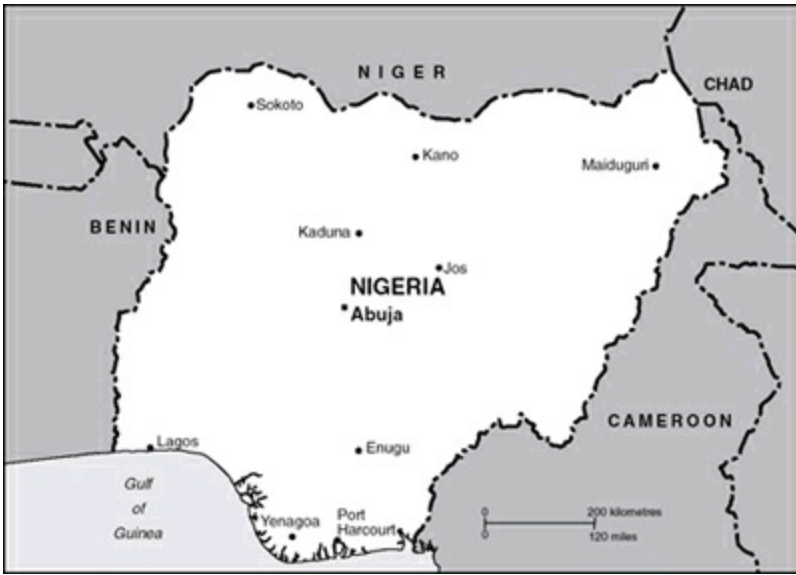 NIGER
CHAD
Sokoto
Kano
Maiduguri
BENIN
Kaduna
Jos
NIGERIA
Abuja
CAMEROON
Lagos
Enugu
Gulf
of
Guinea
Yenagoa
Port
Harcourt
0 200 kilometres
0 120 miles